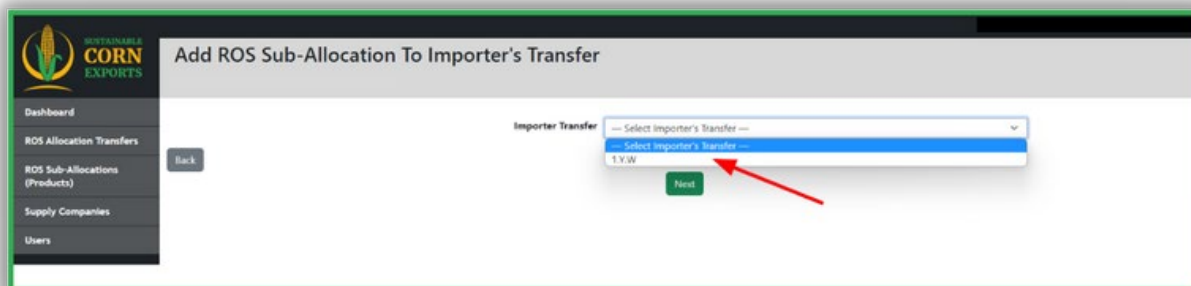 SUSTAINABLE
CORN
EXPORTS
Add ROS Sub-Allocation To Importer's Transfer
Dashboard
ROS Allocation Transfers
ROS Sub-Allocations
(Products)
Supply Companies
Users
Back
Importer Transfer
--- Select Importer's Transfer ---
--- Select Importer's Transfer ---
1.Y.W
Next